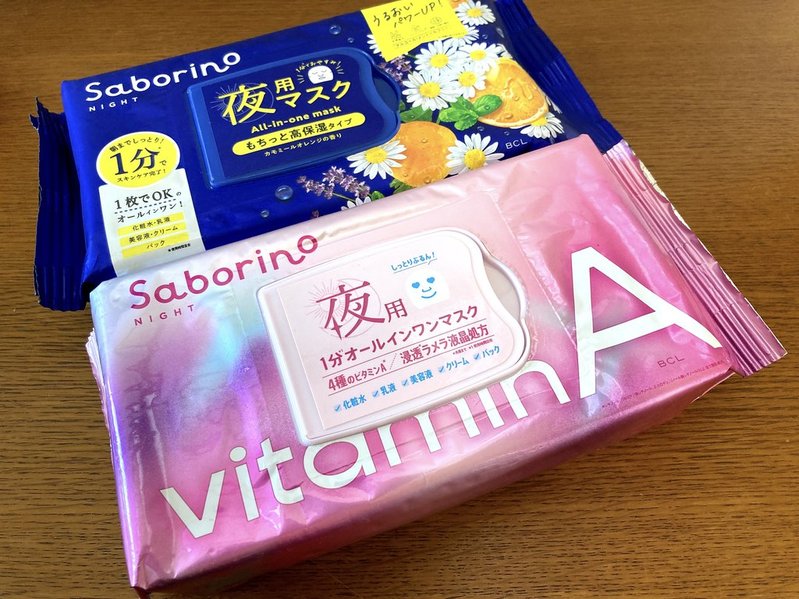 うるおい
パワーUP!
Saborino
NIGHT
夜用マスク
All-in-one mask
もちっと高保湿タイプ
カモミールオレンジの香り
朝までしっとり!
1分で
スキンケア完了!
1枚でOKの
オールインワン!
化粧水・乳液
美容液・クリーム
パック
BCL
Saborino
NIGHT
しっとりぷるん!
夜用
1分オールインワンマスク
4種のビタミンA*/浸透*ラメラ液晶処方
✓化粧水 ✓乳液 ✓美容液 ✓クリーム ✓パック
vitamin A
BCL